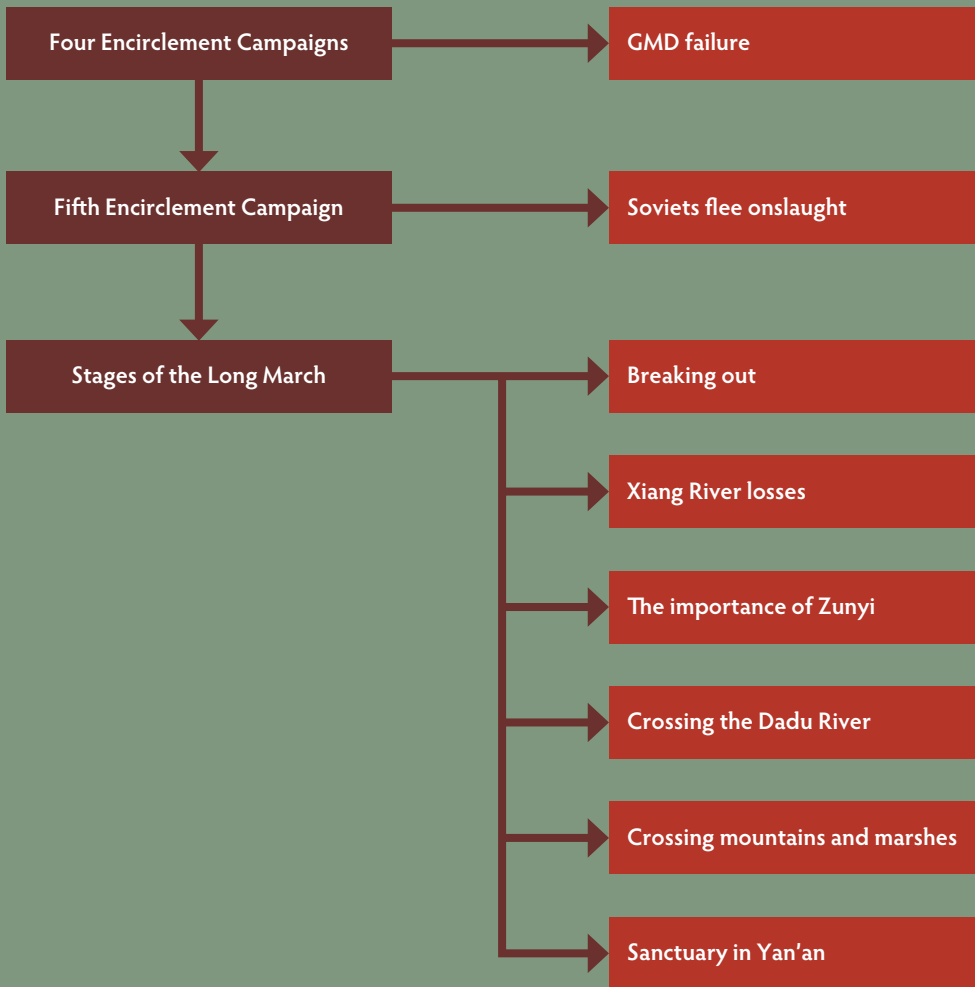 Four Encirclement Campaigns
GMD failure
Fifth Encirclement Campaign
Soviets flee onslaught
Stages of the Long March
Breaking out
Xiang River losses
The importance of Zunyi
Crossing the Dadu River
Crossing mountains and marshes
Sanctuary in Yan’an